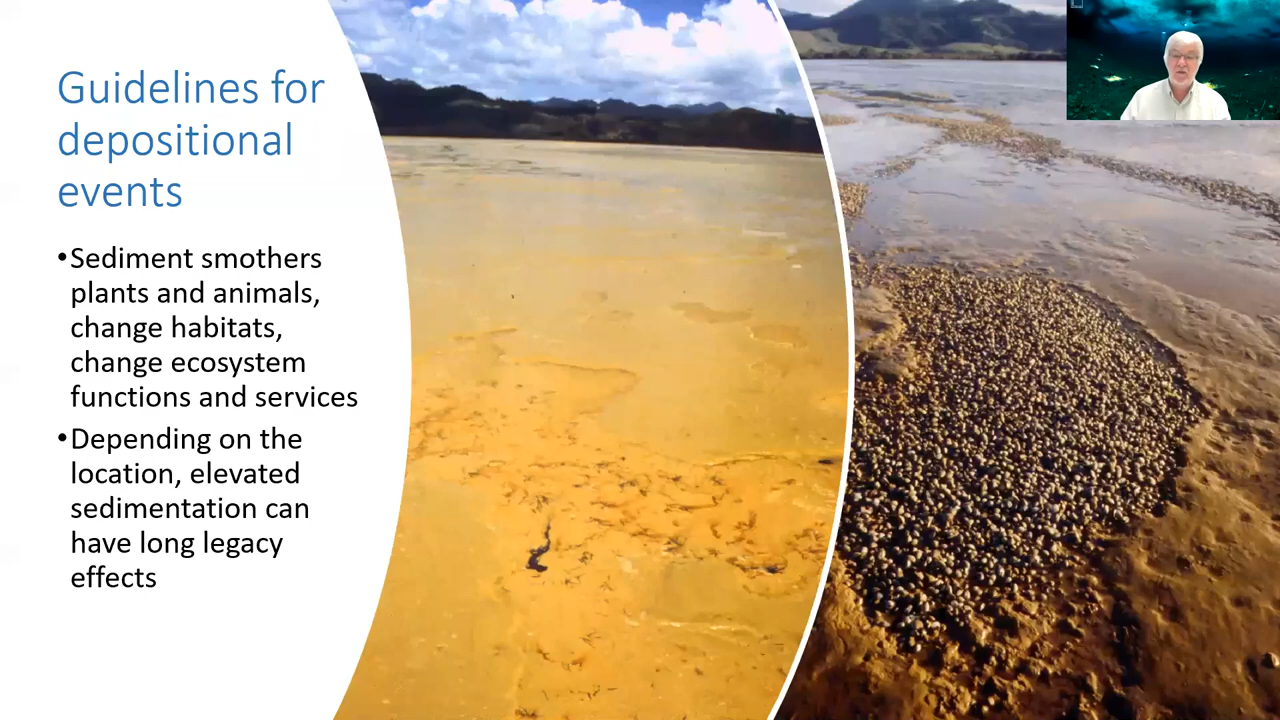 Guidelines for
depositional
events
•Sediment smothers
plants and animals,
change habitats,
change ecosystem
functions and services
•Depending on the
location, elevated
sedimentation can
have long legacy
effects